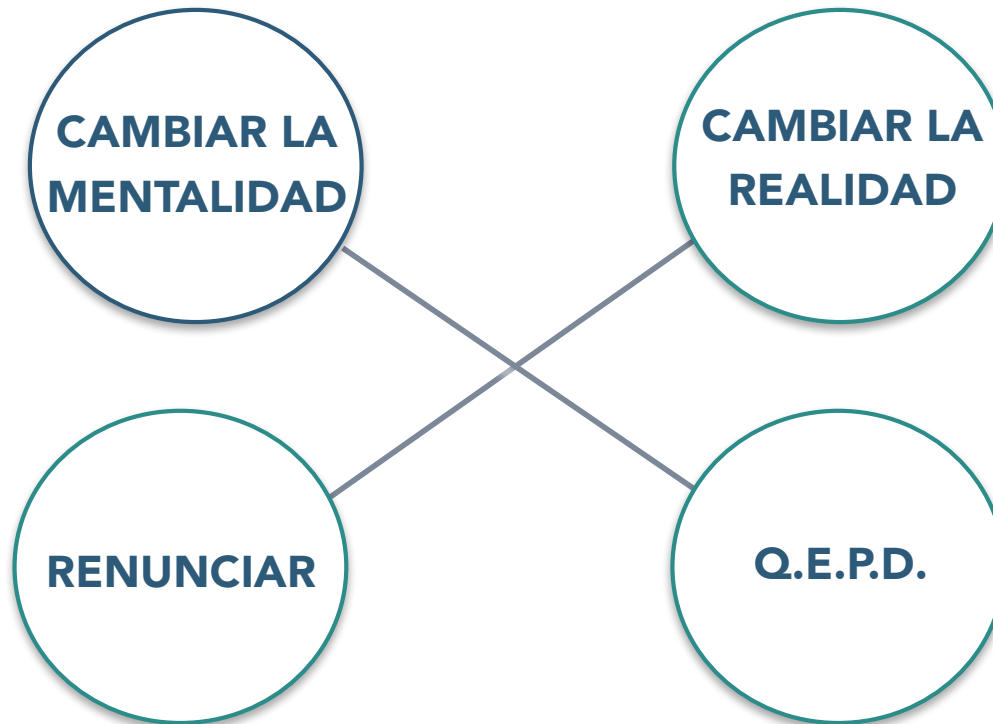 CAMBIAR LA
MENTALIDAD
CAMBIAR LA
REALIDAD
RENUNCIAR
Q.E.P.D.